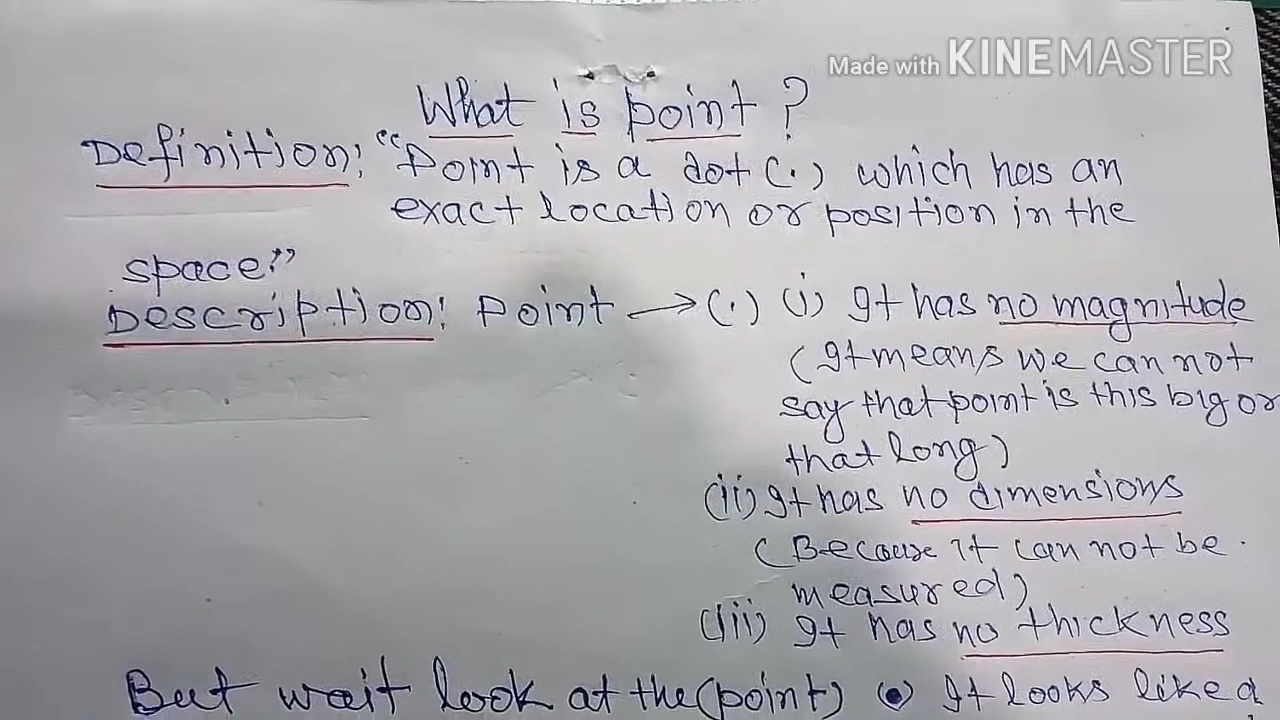 Made with KINEMASTER
What is point ?
Definition: "Point is a dot (.) which has an
exact location or position in the
space."
Description: Point → (.) (i) It has no magnitude
(It means we can not
say that point is this big or
that long)
(ii) It has no dimensions
(Because it can not be
measured)
(iii) It has no thickness
But wait look at the (point) (•) It looks like a